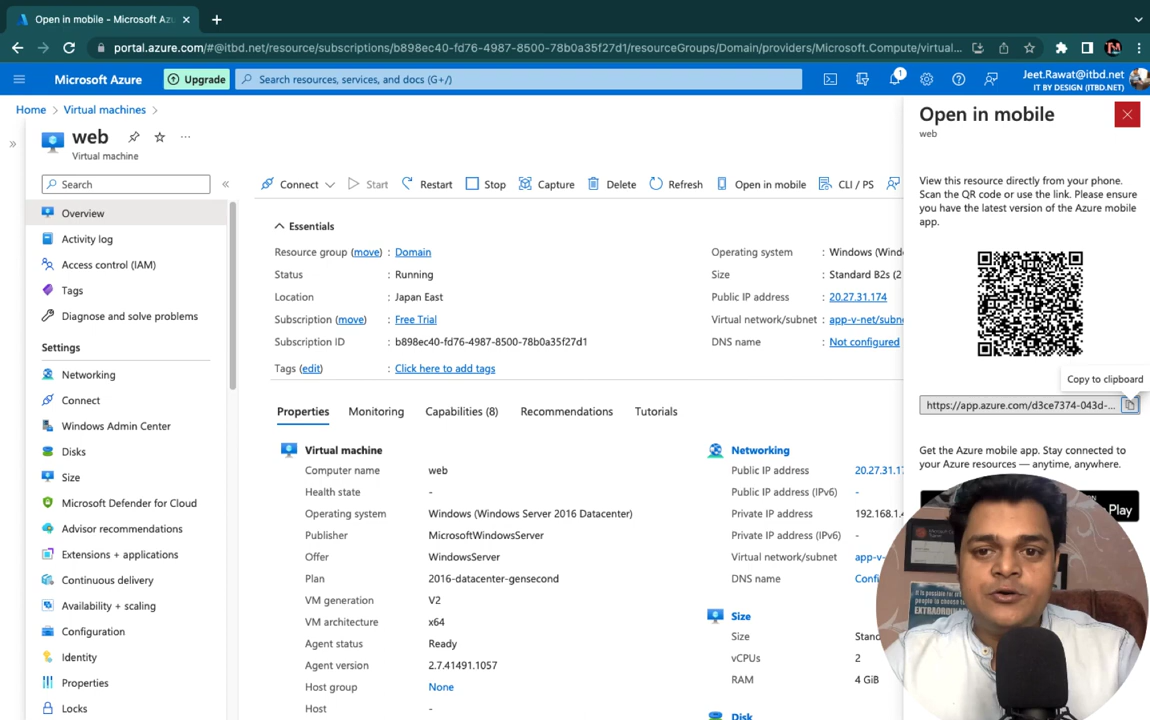 Open in mobile - Microsoft Azu
portal.azure.com/#@itbd.net/resource/subscriptions/b898ec40-fd76-4987-8500-78b0a35f27d1/resourceGroups/Domain/providers/Microsoft.Compute/virtual...
Microsoft Azure
Upgrade
Search resources, services, and docs (G+/)
1
Jeet.Rawat@itbd.net
IT BY DESIGN (ITBD.NET)
Home > Virtual machines >
web
Virtual machine
Search
Overview
Activity log
Access control (IAM)
Tags
Diagnose and solve problems
Settings
Networking
Connect
Windows Admin Center
Disks
Size
Microsoft Defender for Cloud
Advisor recommendations
Extensions + applications
Continuous delivery
Availability + scaling
Configuration
Identity
Properties
Locks
Connect Start Restart Stop Capture Delete Refresh Open in mobile CLI / PS
Essentials
Resource group (move) : Domain
Status : Running
Location : Japan East
Subscription (move) : Free Trial
Subscription ID : b898ec40-fd76-4987-8500-78b0a35f27d1
Tags (edit) : Click here to add tags
Operating system : Windows (Wind
Size : Standard B2s (2
Public IP address : 20.27.31.174
Virtual network/subnet : app-v-net/subne
DNS name : Not configured
Properties Monitoring Capabilities (8) Recommendations Tutorials
Virtual machine
Computer name web
Health state -
Operating system Windows (Windows Server 2016 Datacenter)
Publisher MicrosoftWindowsServer
Offer WindowsServer
Plan 2016-datacenter-gensecond
VM generation V2
VM architecture x64
Agent status Ready
Agent version 2.7.41491.1057
Host group None
Host -
Networking
Public IP address 20.27.31.17
Public IP address (IPv6) -
Private IP address 192.168.1.4
Private IP address (IPv6) -
Virtual network/subnet app-v-
DNS name Confi
Size
Size Stand
vCPUs 2
RAM 4 GiB
Disk
Open in mobile
web
View this resource directly from your phone.
Scan the QR code or use the link. Please ensure
you have the latest version of the Azure mobile
app.
Copy to clipboard
https://app.azure.com/d3ce7374-043d-...
Get the Azure mobile app. Stay connected to
your Azure resources — anytime, anywhere.
Play
EXTRAORDINAR